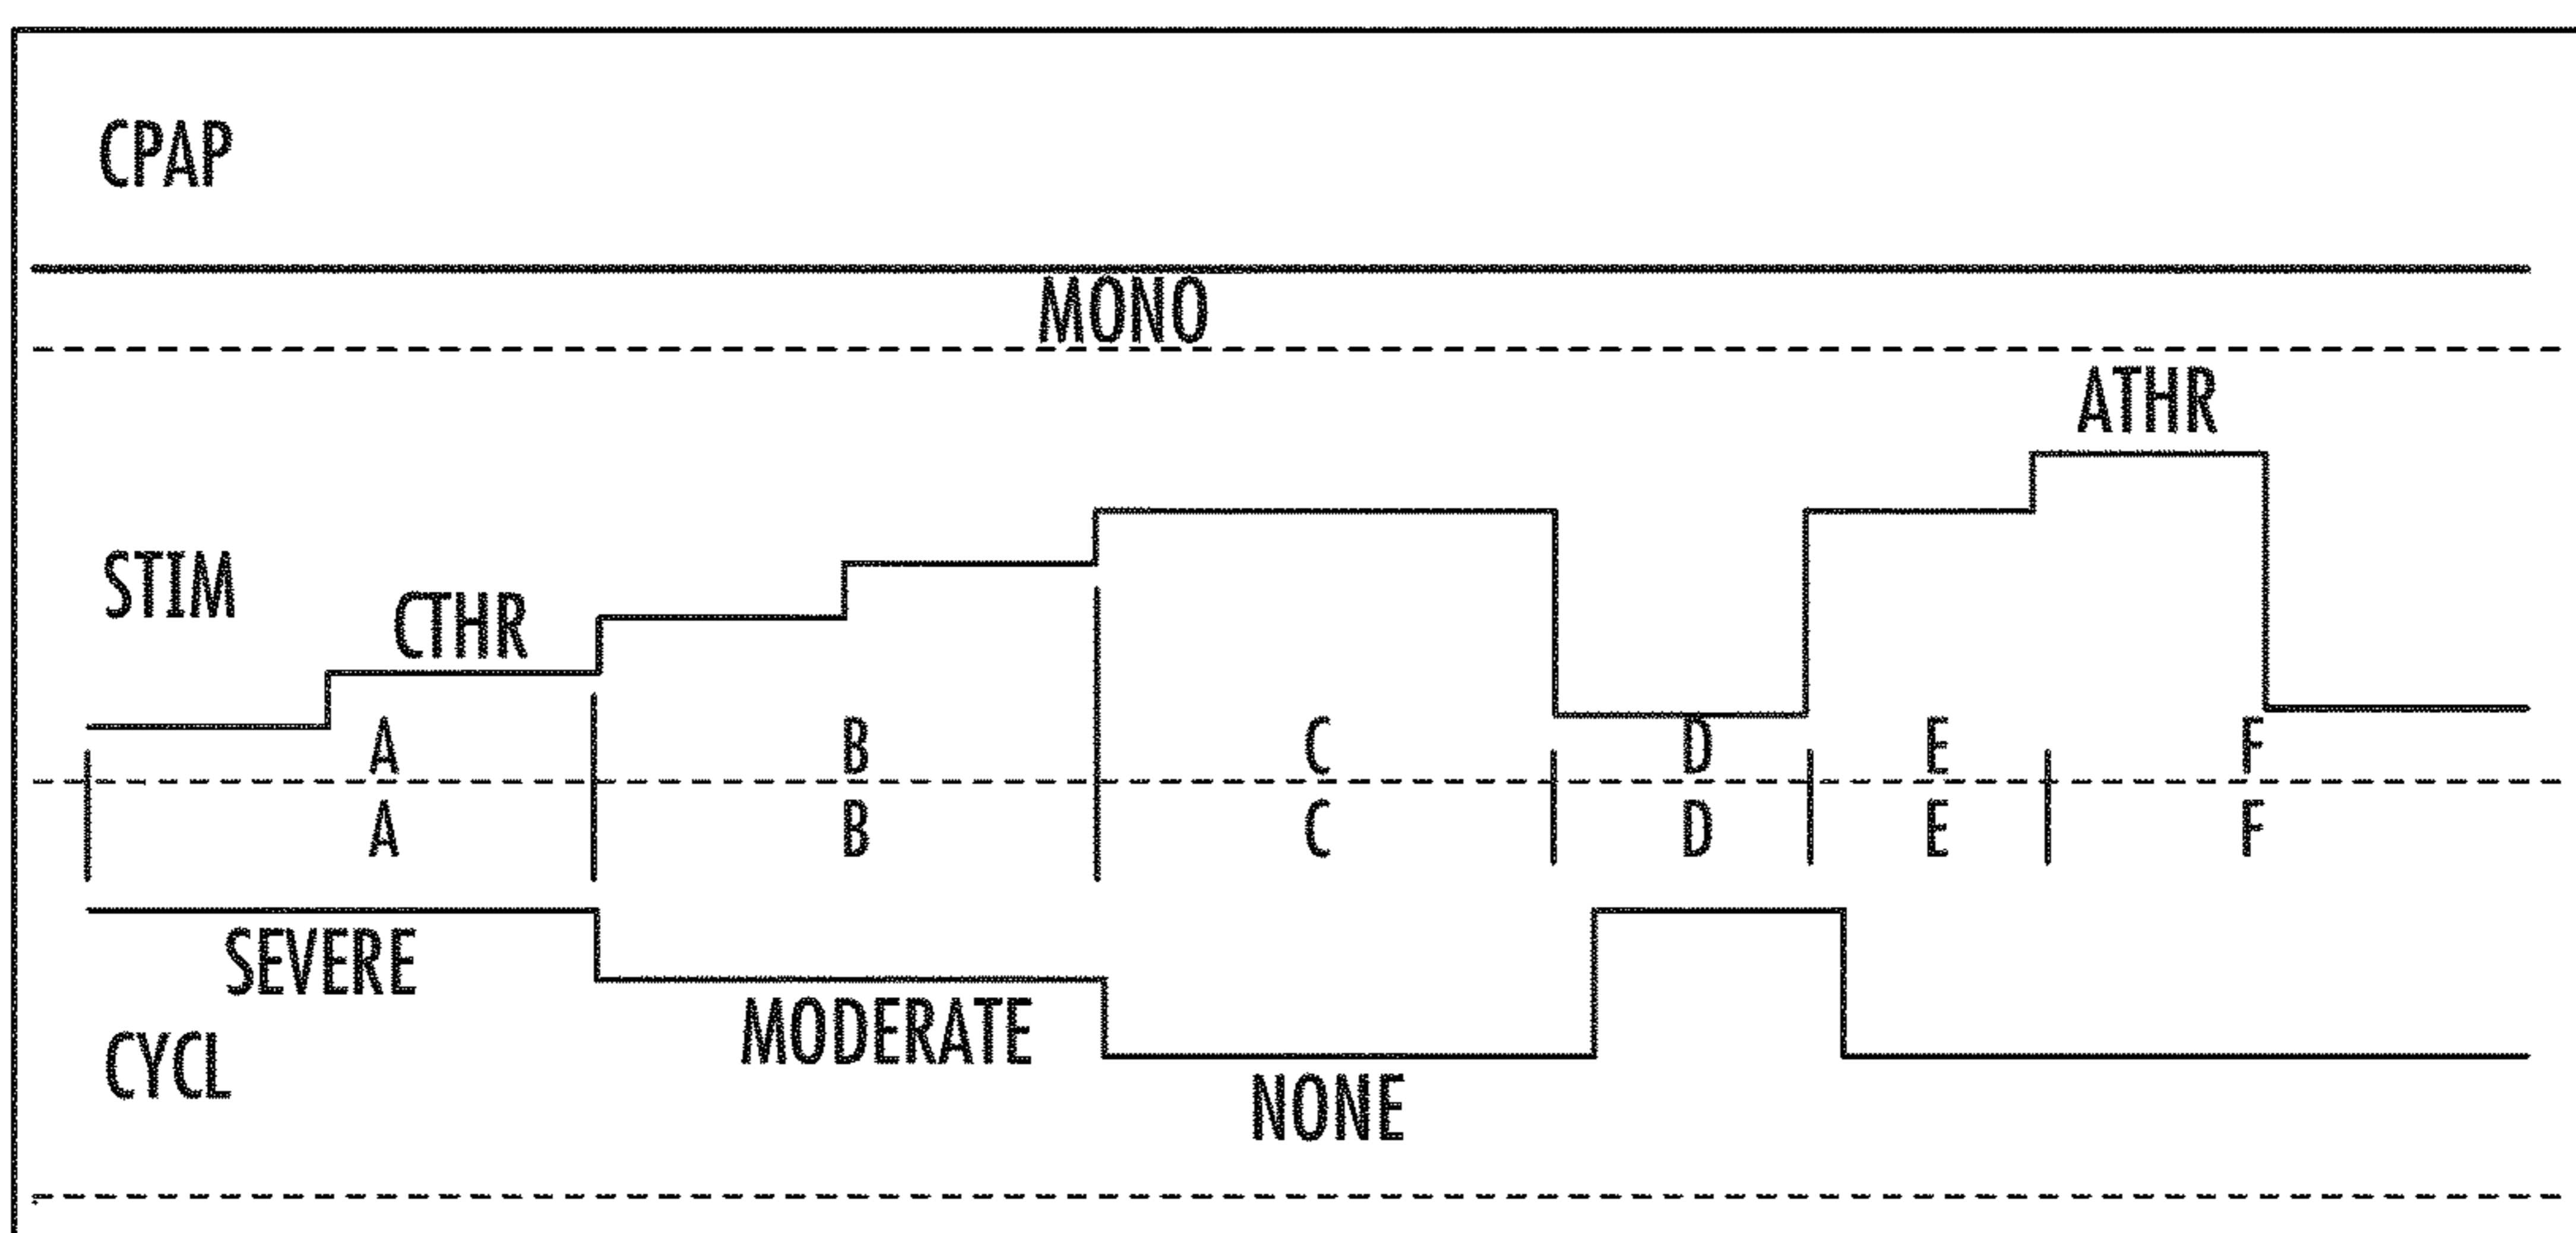 CPAP
MONO
ATHR
STIM
CTHR
A B C D E F
A B C D E F
SEVERE
MODERATE
CYCL
NONE